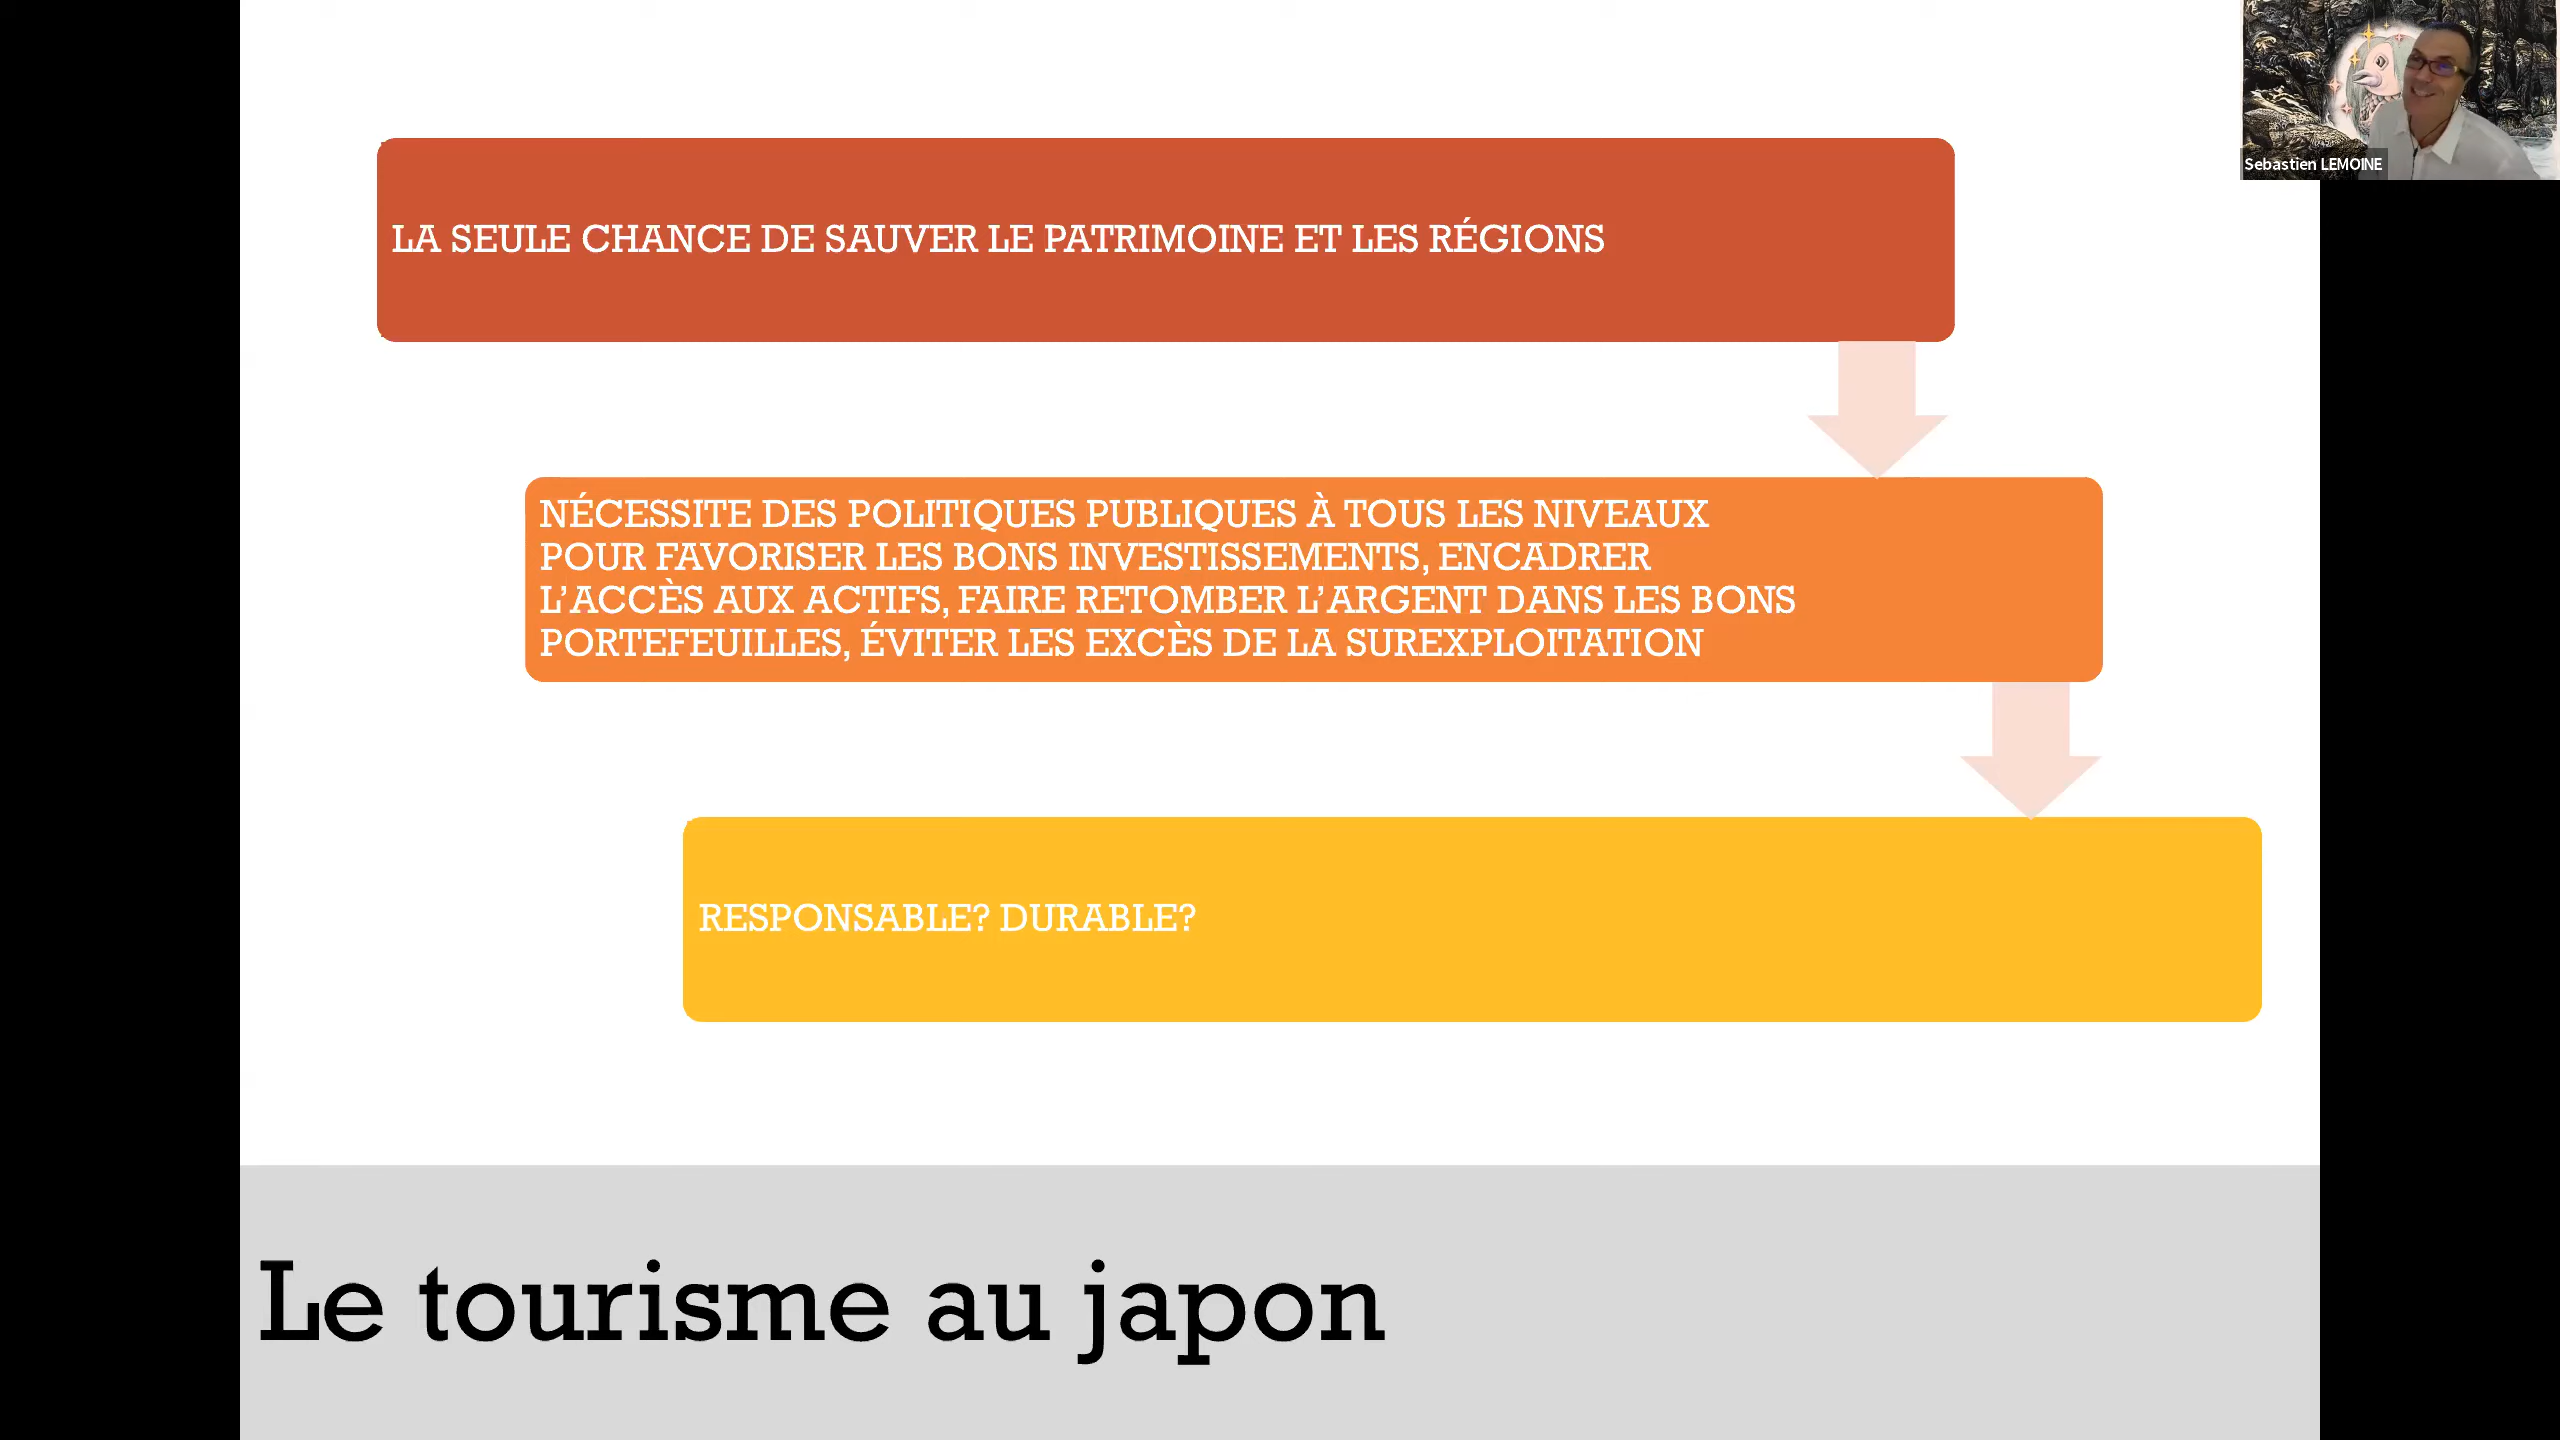 Sebastien LEMOINE
LA SEULE CHANCE DE SAUVER LE PATRIMOINE ET LES RÉGIONS
NÉCESSITE DES POLITIQUES PUBLIQUES À TOUS LES NIVEAUX
POUR FAVORISER LES BONS INVESTISSEMENTS, ENCADRER
L’ACCÈS AUX ACTIFS, FAIRE RETOMBER L’ARGENT DANS LES BONS
PORTEFEUILLES, ÉVITER LES EXCÈS DE LA SUREXPLOITATION
RESPONSABLE? DURABLE?
Le tourisme au japon